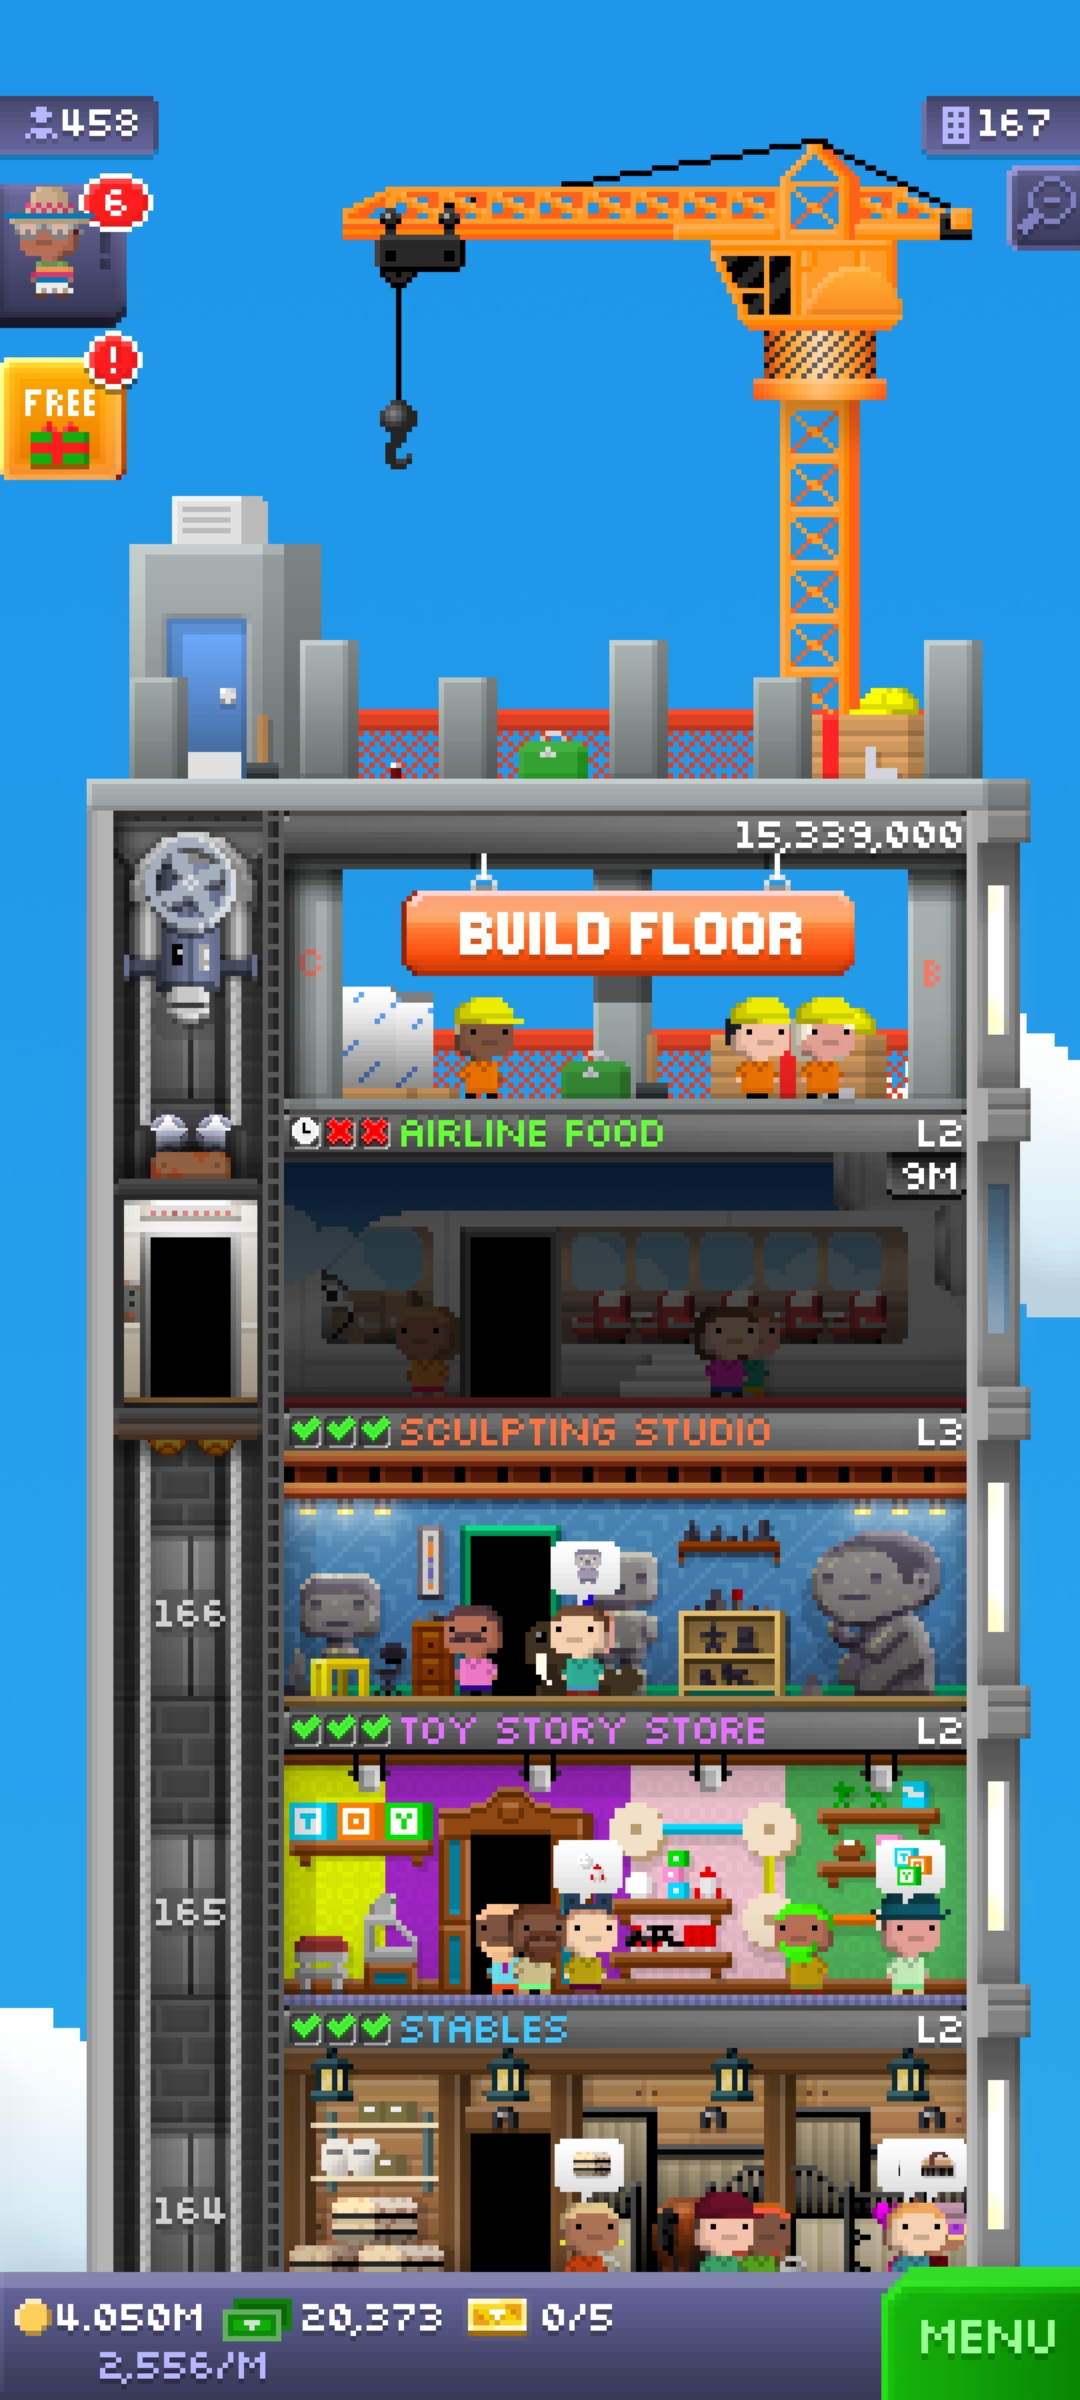 458
167
6
!
FREE
15,339,000
BUILD FLOOR
C
B
AIRLINE FOOD
L2
9M
SCULPTING STUDIO
L3
166
TOY STORY STORE
L2
T O Y
165
STABLES
L2
164
4.050M
20,373
0/5
2,556/M
MENU